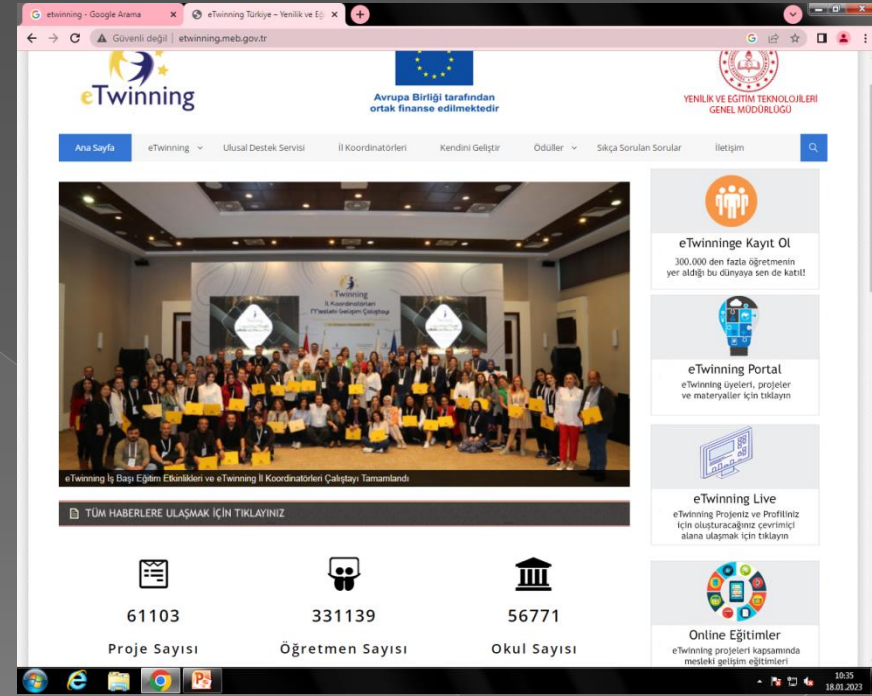 etwinning - Google Arama
eTwinning Türkiye – Yenilik ve Eğ
Güvenli değil | etwinning.meb.gov.tr
eTwinning
Avrupa Birliği tarafından
ortak finanse edilmektedir
YENİLİK VE EĞİTİM TEKNOLOJİLERİ
GENEL MÜDÜRLÜĞÜ
Ana Sayfa eTwinning Ulusal Destek Servisi İl Koordinatörleri Kendini Geliştir Ödüller Sıkça Sorulan Sorular İletişim
eTwinning
İl Koordinatörleri
Mesleki Gelişim Çalıştayı
eTwinning İş Başı Eğitim Etkinlikleri ve eTwinning İl Koordinatörleri Çalıştayı Tamamlandı
TÜM HABERLERE ULAŞMAK İÇİN TIKLAYINIZ
61103
Proje Sayısı
331139
Öğretmen Sayısı
56771
Okul Sayısı
eTwinninge Kayıt Ol
300.000 den fazla öğretmenin
yer aldığı bu dünyaya sen de katıl!
eTwinning Portal
eTwinning üyeleri, projeler
ve materyaller için tıklayın
eTwinning Live
eTwinning Projeniz ve Profiliniz
için oluşturacağınız çevrimiçi
alana ulaşmak için tıklayın
Online Eğitimler
eTwinning projeleri kapsamında
mesleki gelişim eğitimleri
10:35
18.01.2023